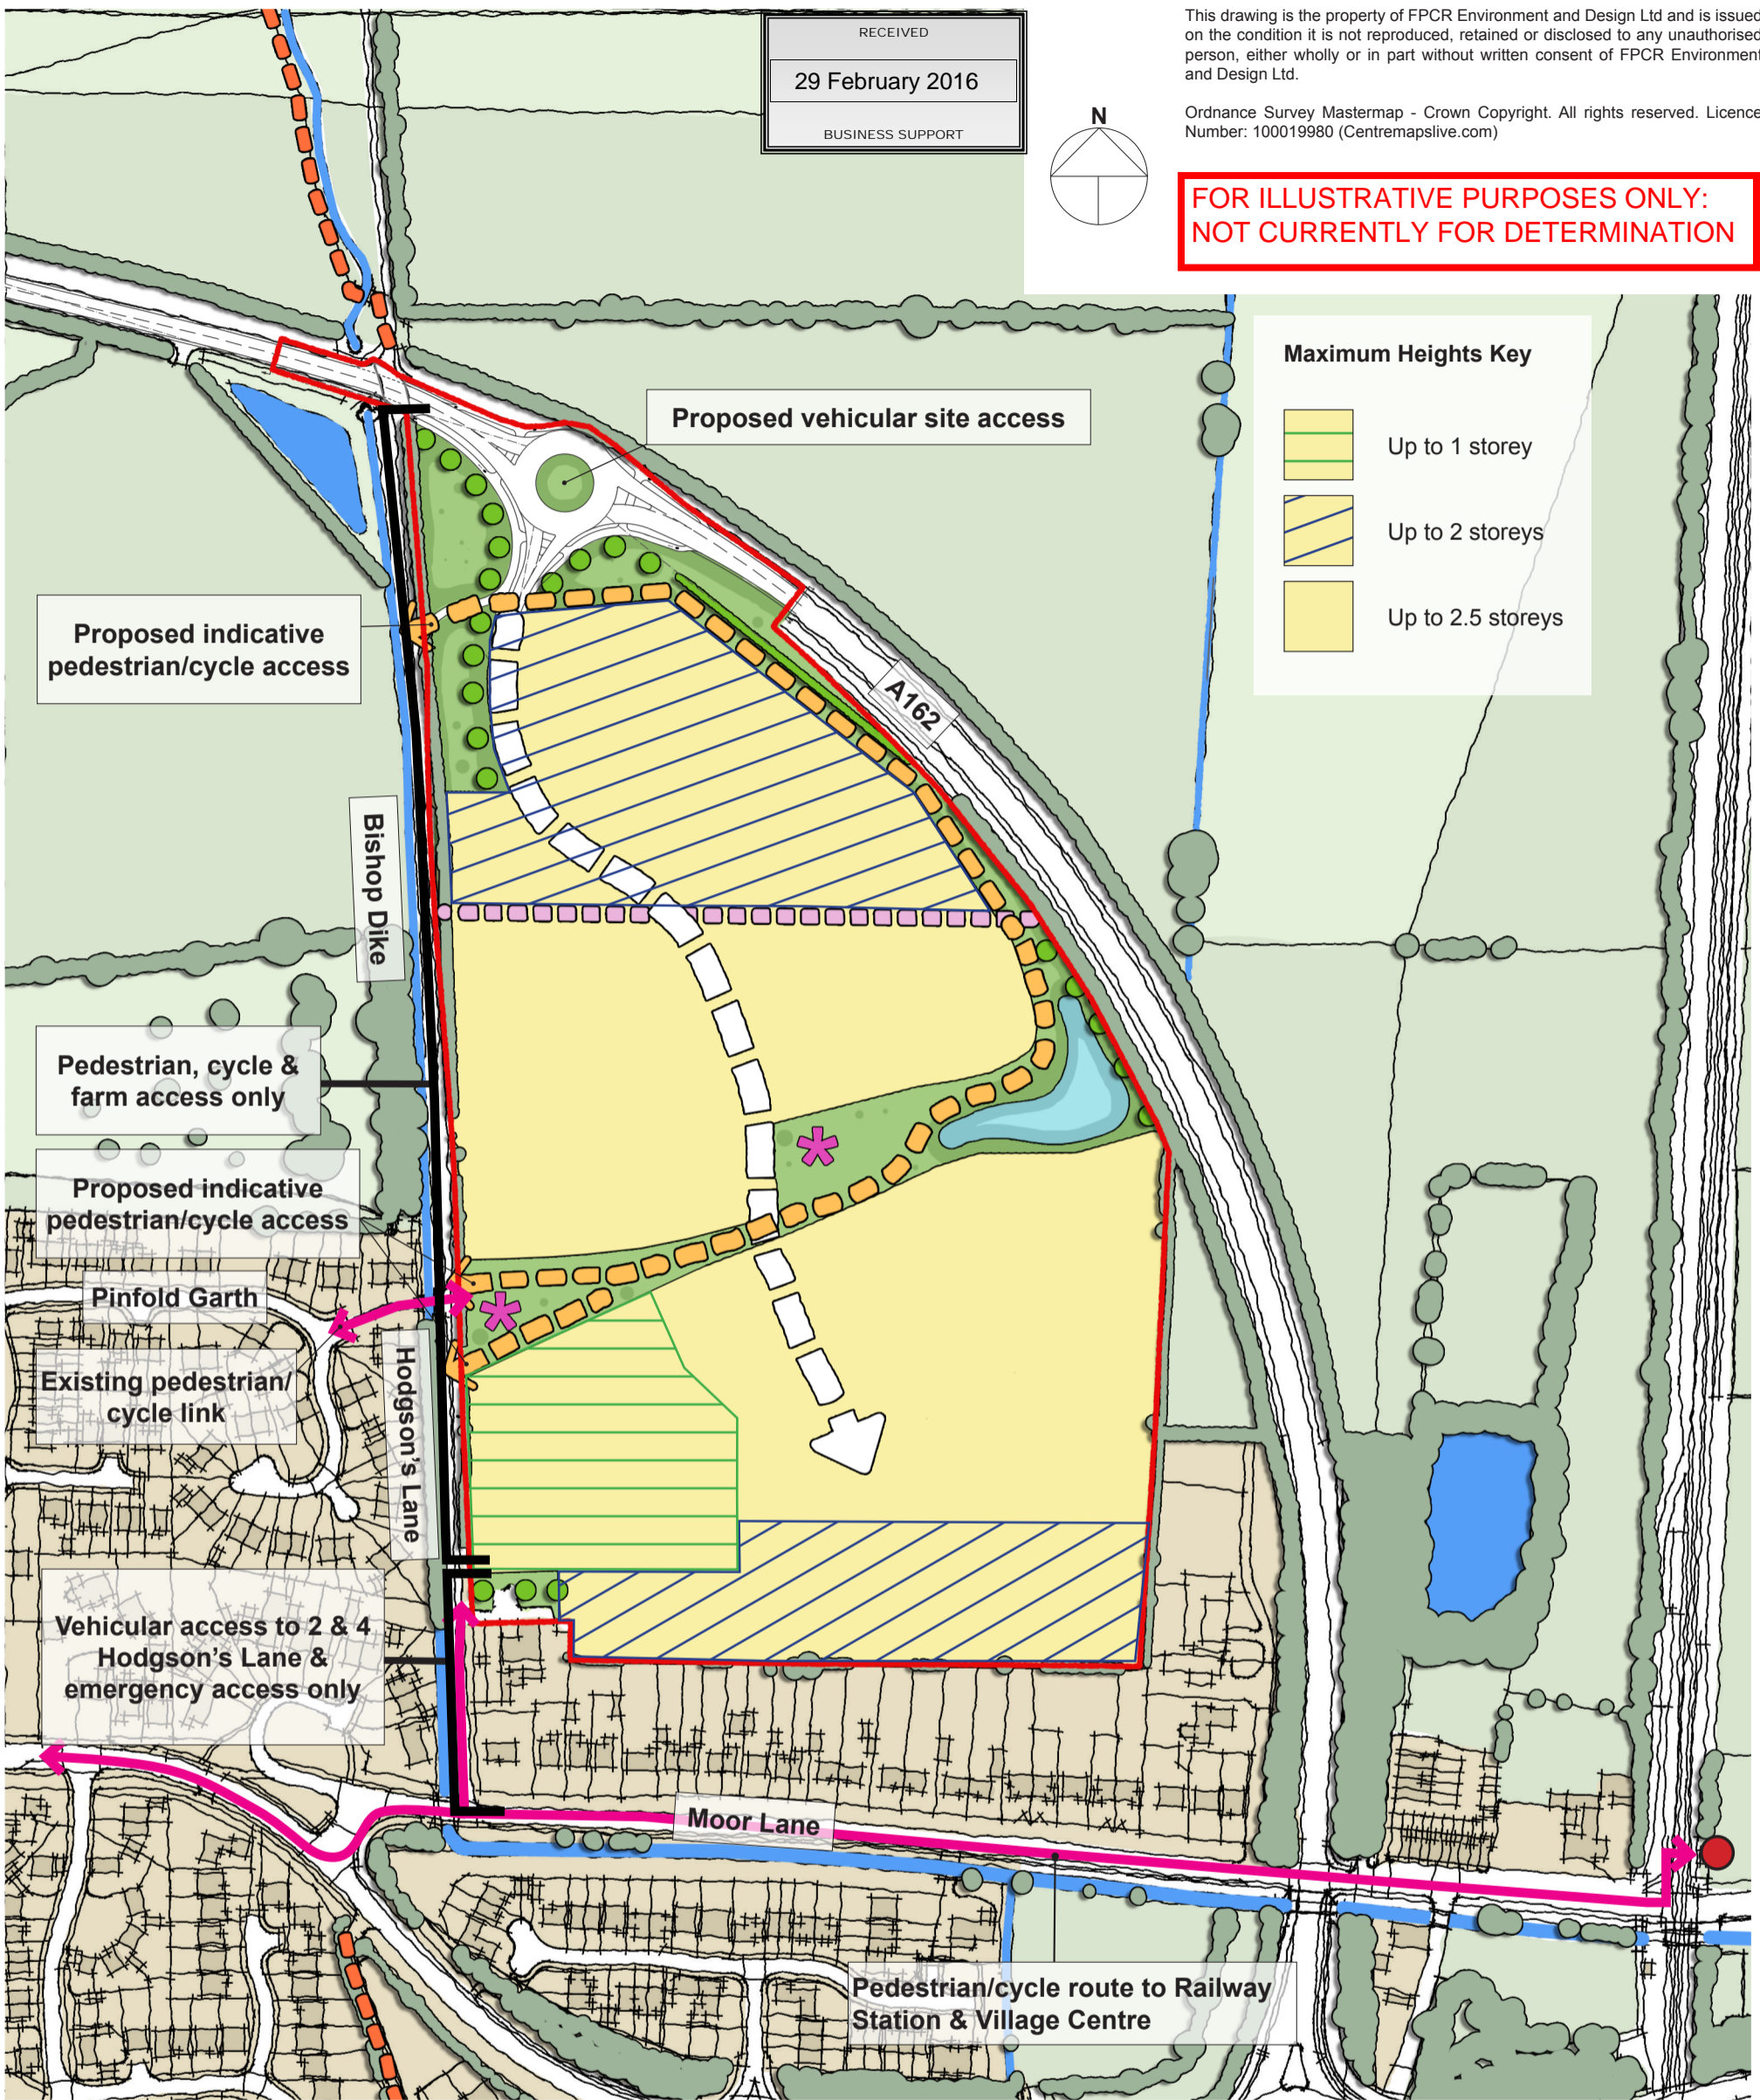 RECEIVED
29 February 2016
BUSINESS SUPPORT
This drawing is the property of FPCR Environment and Design Ltd and is issued
on the condition it is not reproduced, retained or disclosed to any unauthorised
person, either wholly or in part without written consent of FPCR Environment
and Design Ltd.
Ordnance Survey Mastermap - Crown Copyright. All rights reserved. Licence
Number: 100019980 (Centremapslive.com)
N
FOR ILLUSTRATIVE PURPOSES ONLY:
NOT CURRENTLY FOR DETERMINATION
Maximum Heights Key
Up to 1 storey
Up to 2 storeys
Up to 2.5 storeys
Proposed vehicular site access
Proposed indicative
pedestrian/cycle access
A162
Bishop Dike
Pedestrian, cycle &
farm access only
Proposed indicative
pedestrian/cycle access
Pinfold Garth
Existing pedestrian/
cycle link
Hodgson's Lane
Vehicular access to 2 & 4
Hodgson's Lane &
emergency access only
Moor Lane
Pedestrian/cycle route to Railway
Station & Village Centre